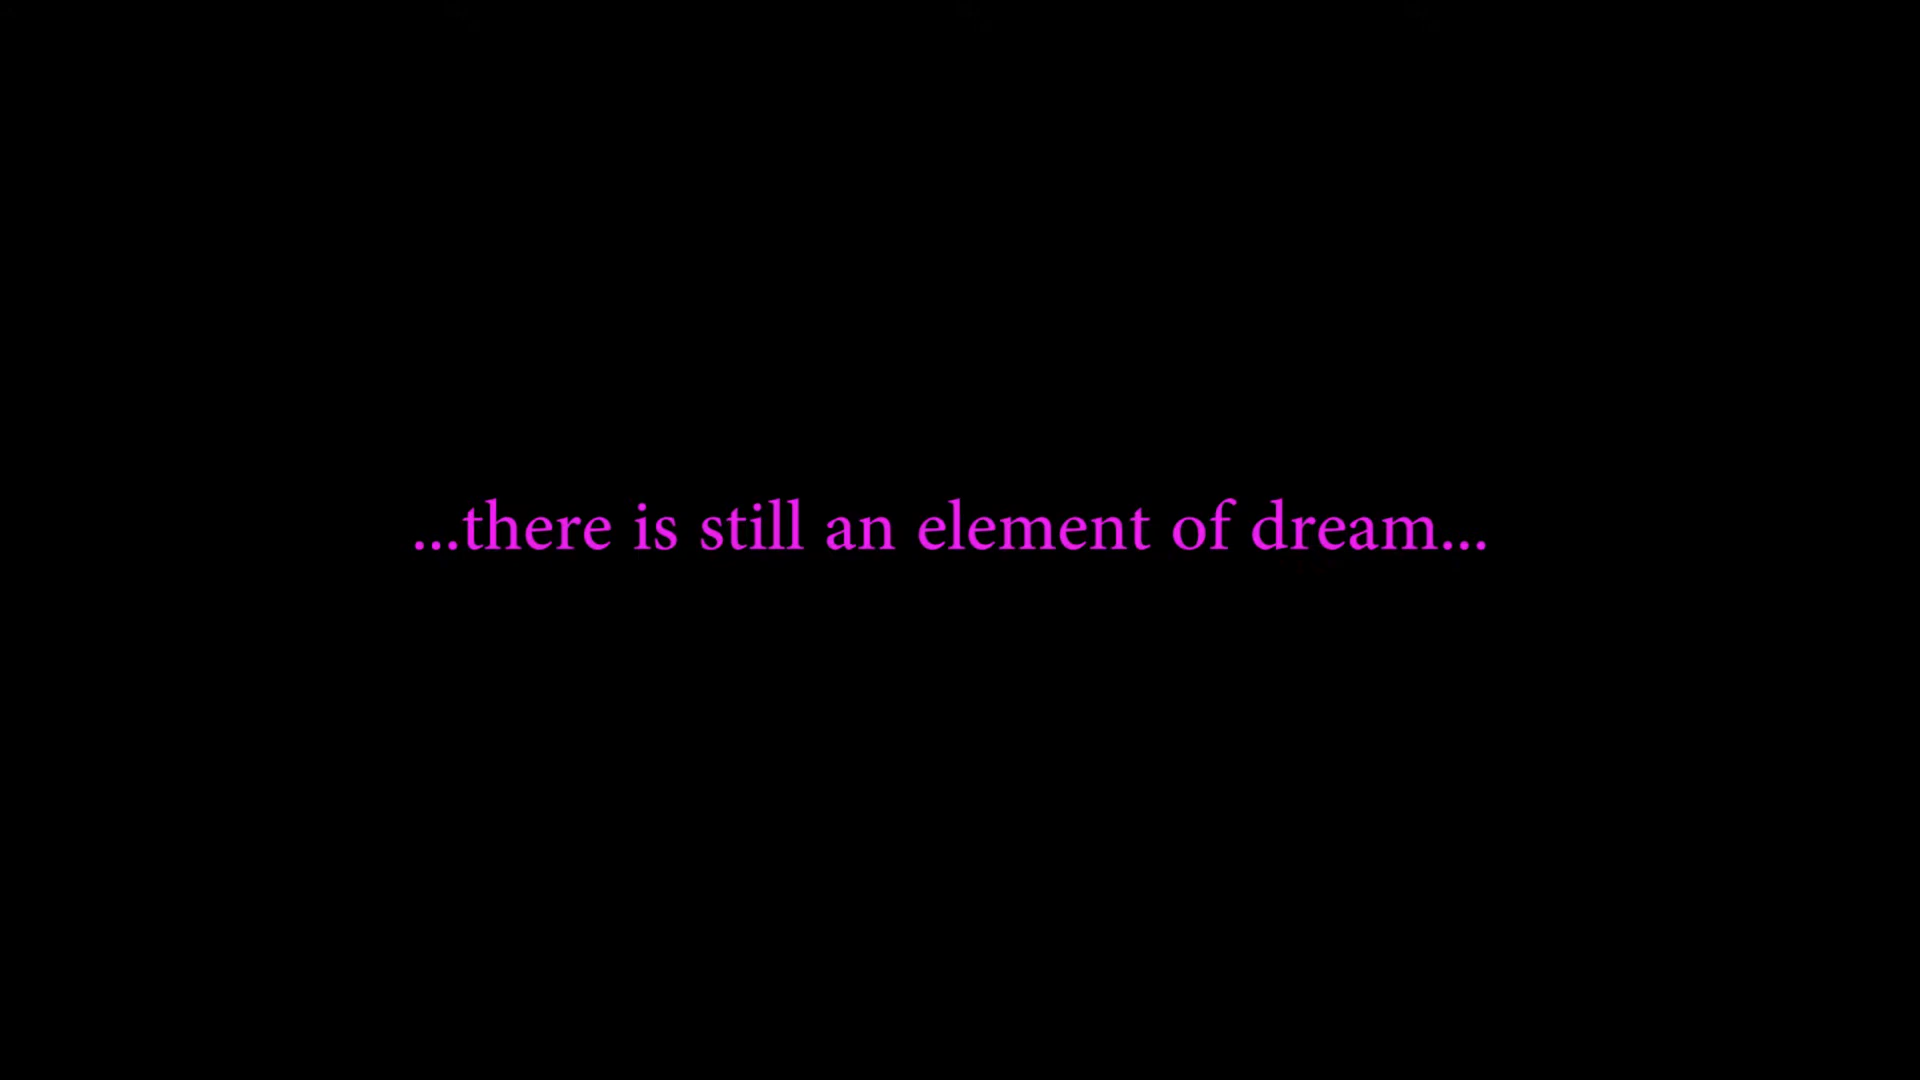 ...there is still an element of dream...